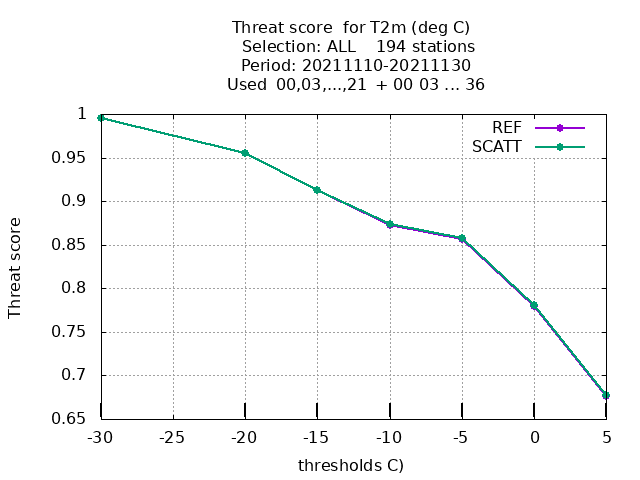 Threat score for T2m (deg C)
Selection: ALL 194 stations
Period: 20211110-20211130
Used 00,03,...,21 + 00 03 ... 36
REF
SCATT
1
0.95
0.9
0.85
0.8
0.75
0.7
0.65
Threat score
-30 -25 -20 -15 -10 -5 0 5
thresholds C)